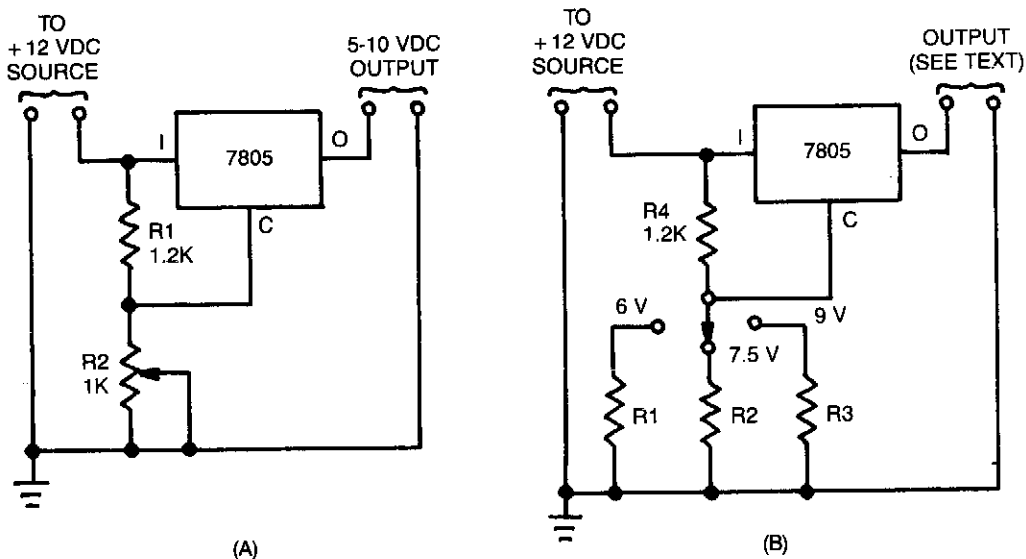 TO
+ 12 VDC
SOURCE
5-10 VDC
OUTPUT
I
7805
O
C
R1
1.2K
R2
1K
(A)
TO
+ 12 VDC
SOURCE
OUTPUT
(SEE TEXT)
I
7805
O
C
R4
1.2K
6 V
9 V
7.5 V
R1
R2
R3
(B)